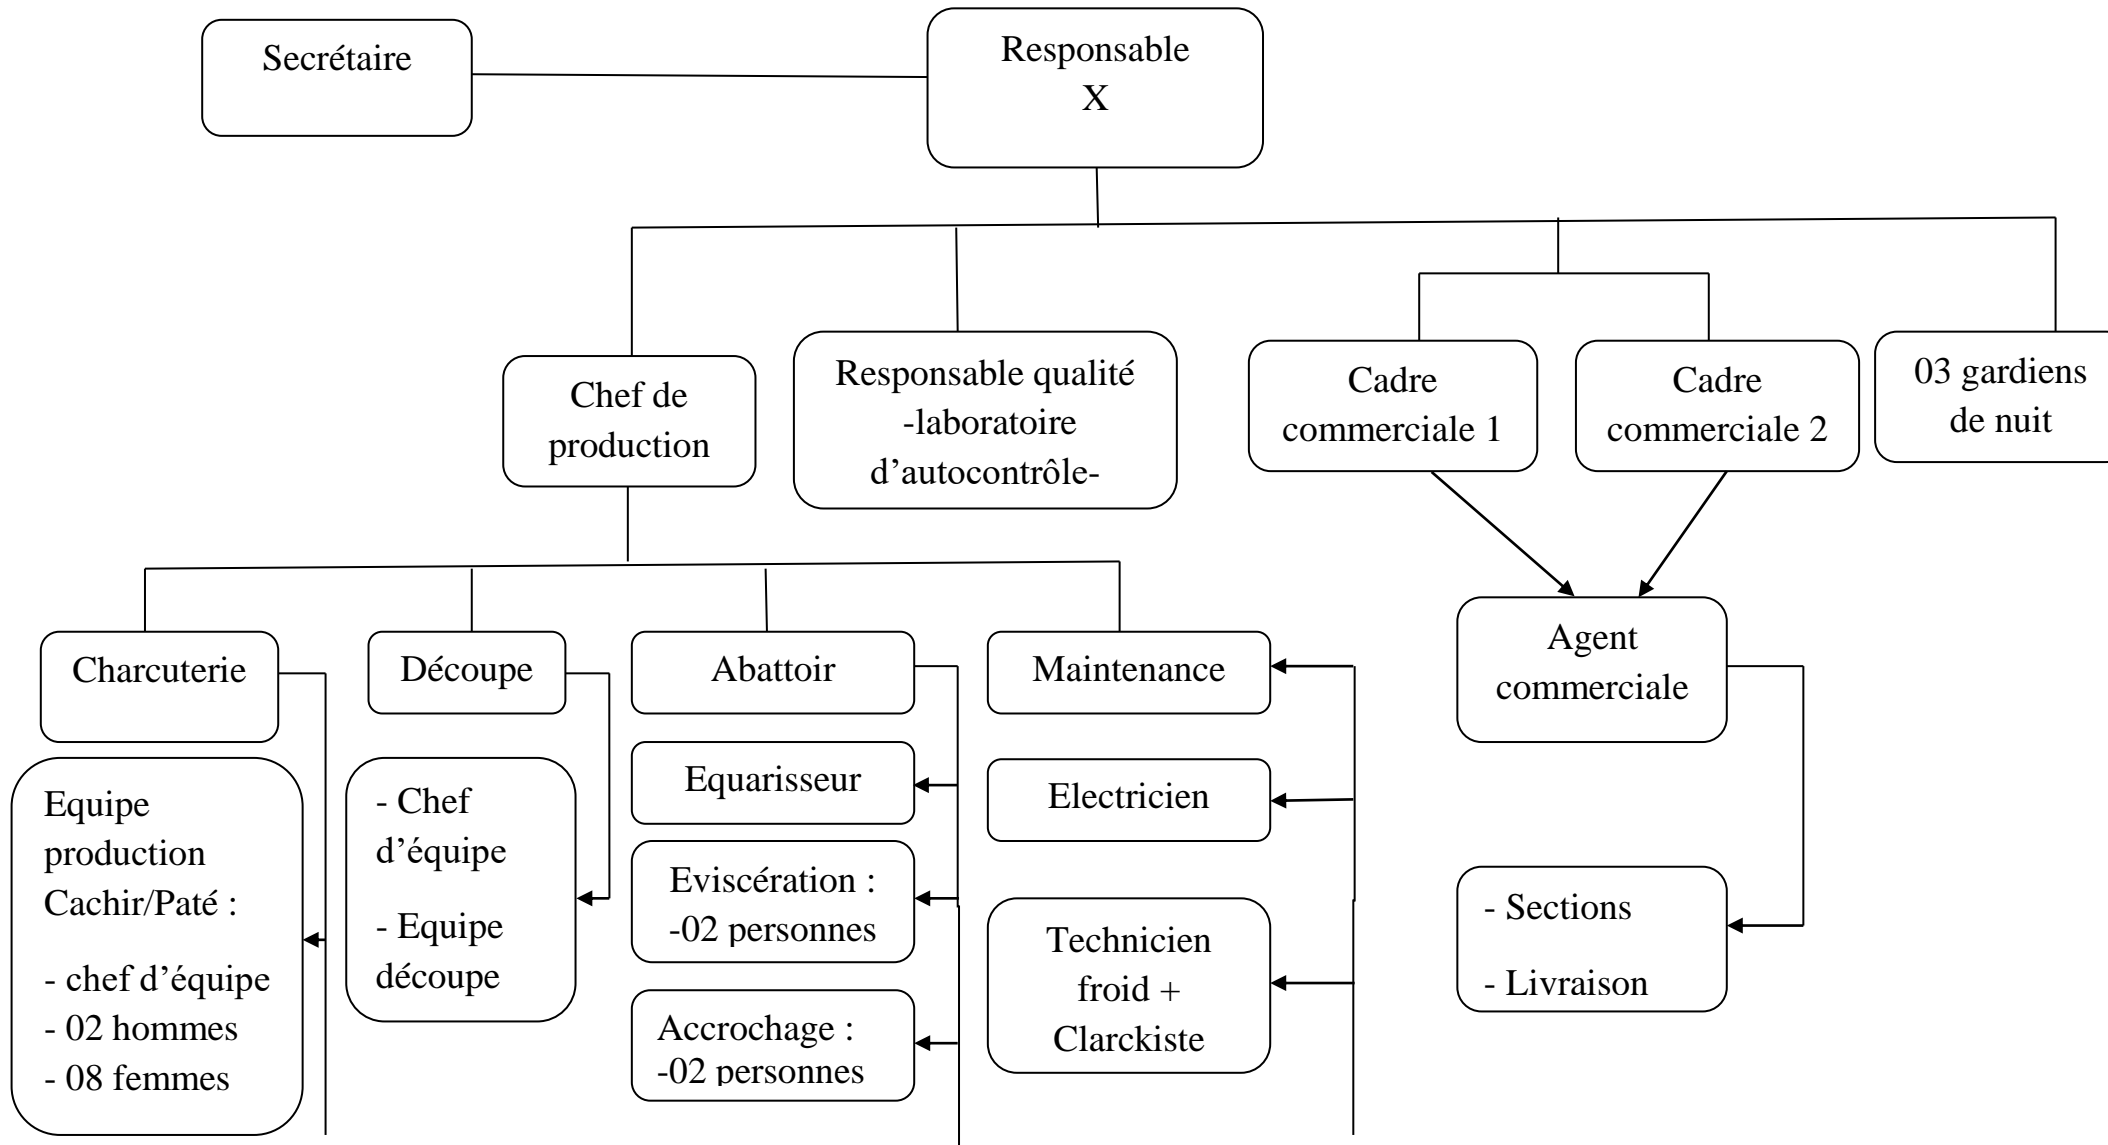 Secrétaire
Responsable
X
Chef de
production
Responsable qualité
-laboratoire
d’autocontrôle-
Cadre
commerciale 1
Cadre
commerciale 2
03 gardiens
de nuit
Charcuterie
Découpe
Abattoir
Maintenance
Agent
commerciale
Equipe
production
Cachir/Paté :
- chef d’équipe
- 02 hommes
- 08 femmes
- Chef
d’équipe
- Equipe
découpe
Equarisseur
Eviscération :
-02 personnes
Accrochage :
-02 personnes
Electricien
Technicien
froid +
Clarckiste
- Sections
- Livraison